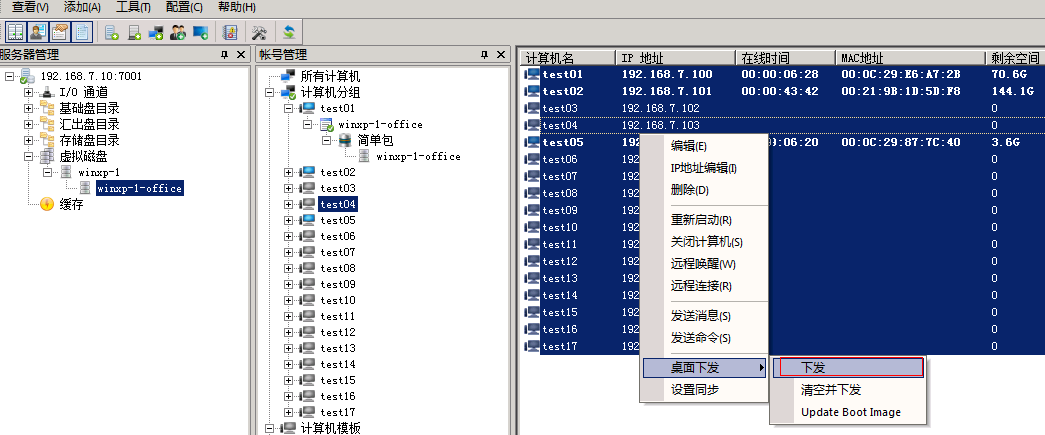 查看(V) 添加(A) 工具(T) 配置(C) 帮助(H)
服务器管理
192.168.7.10:7001
I/O 通道
基础盘目录
汇出盘目录
存储盘目录
虚拟磁盘
winxp-1
winxp-1-office
缓存
帐号管理
所有计算机
计算机分组
test01
winxp-1-office
简单包
winxp-1-office
test02
test03
test04
test05
test06
test07
test08
test09
test10
test11
test12
test13
test14
test15
test16
test17
计算机模板
计算机名 IP 地址 在线时间 MAC地址 剩余空间
test01 192.168.7.100 00:00:06:28 00:0C:29:E6:A7:2B 70.6G
test02 192.168.7.101 00:00:43:42 00:21:9B:1D:5D:F8 144.1G
test03 192.168.7.102 0
test04 192.168.7.103 0
test05 192 :06:20 00:0C:29:87:7C:40 3.6G
test06 192 0
test07 192 0
test08 192 0
test09 192 0
test10 192 0
test11 192 0
test12 192 0
test13 192 0
test14 192 0
test15 192 0
test16 192 0
test17 192 0
编辑(E)
IP地址编辑(I)
删除(D)
重新启动(R)
关闭计算机(S)
远程唤醒(W)
远程连接(R)
发送消息(S)
发送命令(S)
桌面下发
设置同步
下发
清空并下发
Update Boot Image